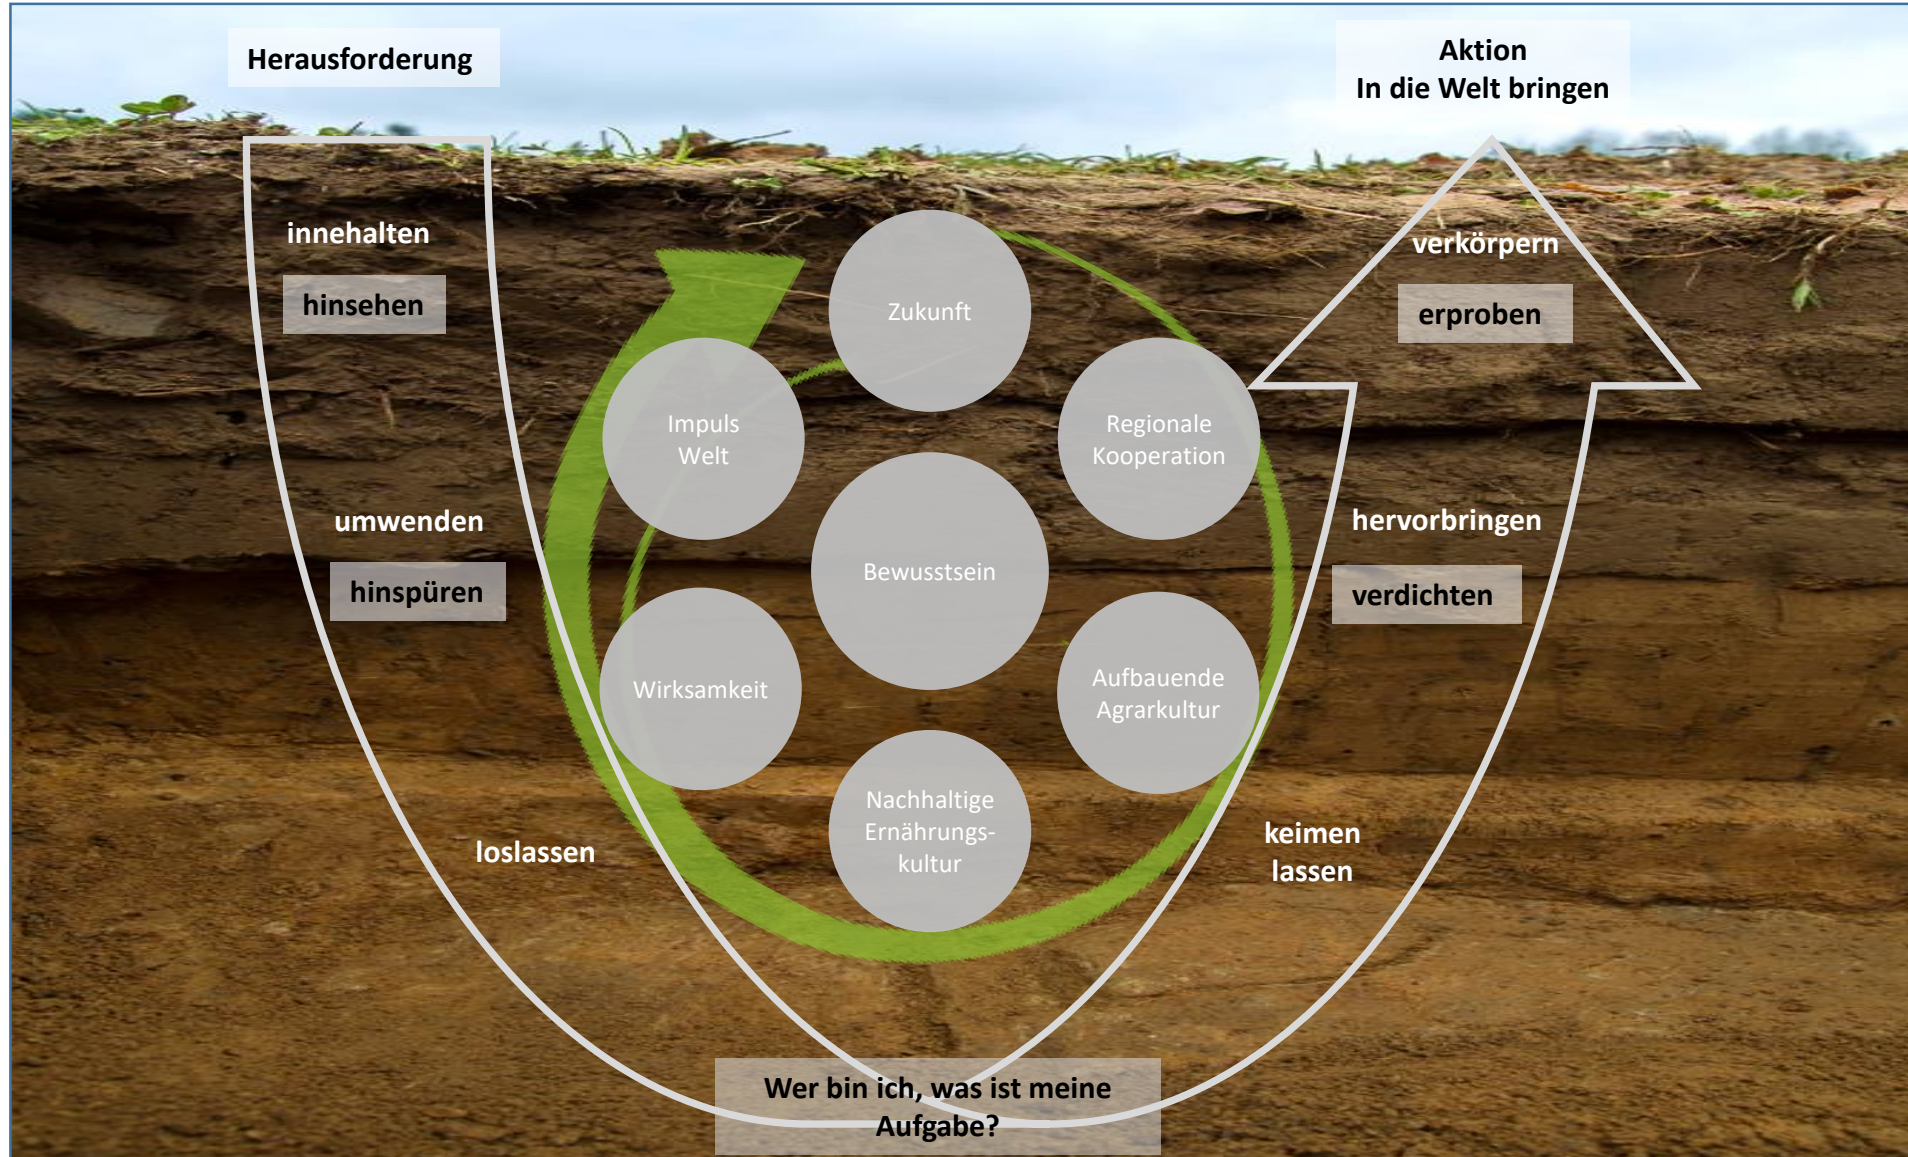 Herausforderung
Aktion
In die Welt bringen
innehalten
hinsehen
umwenden
hinspüren
loslassen
Zukunft
Impuls
Welt
Regionale
Kooperation
Bewusstsein
Wirksamkeit
Aufbauende
Agrarkultur
Nachhaltige
Ernährungs-
kultur
verkörpern
erproben
hervorbringen
verdichten
keimen
lassen
Wer bin ich, was ist meine
Aufgabe?